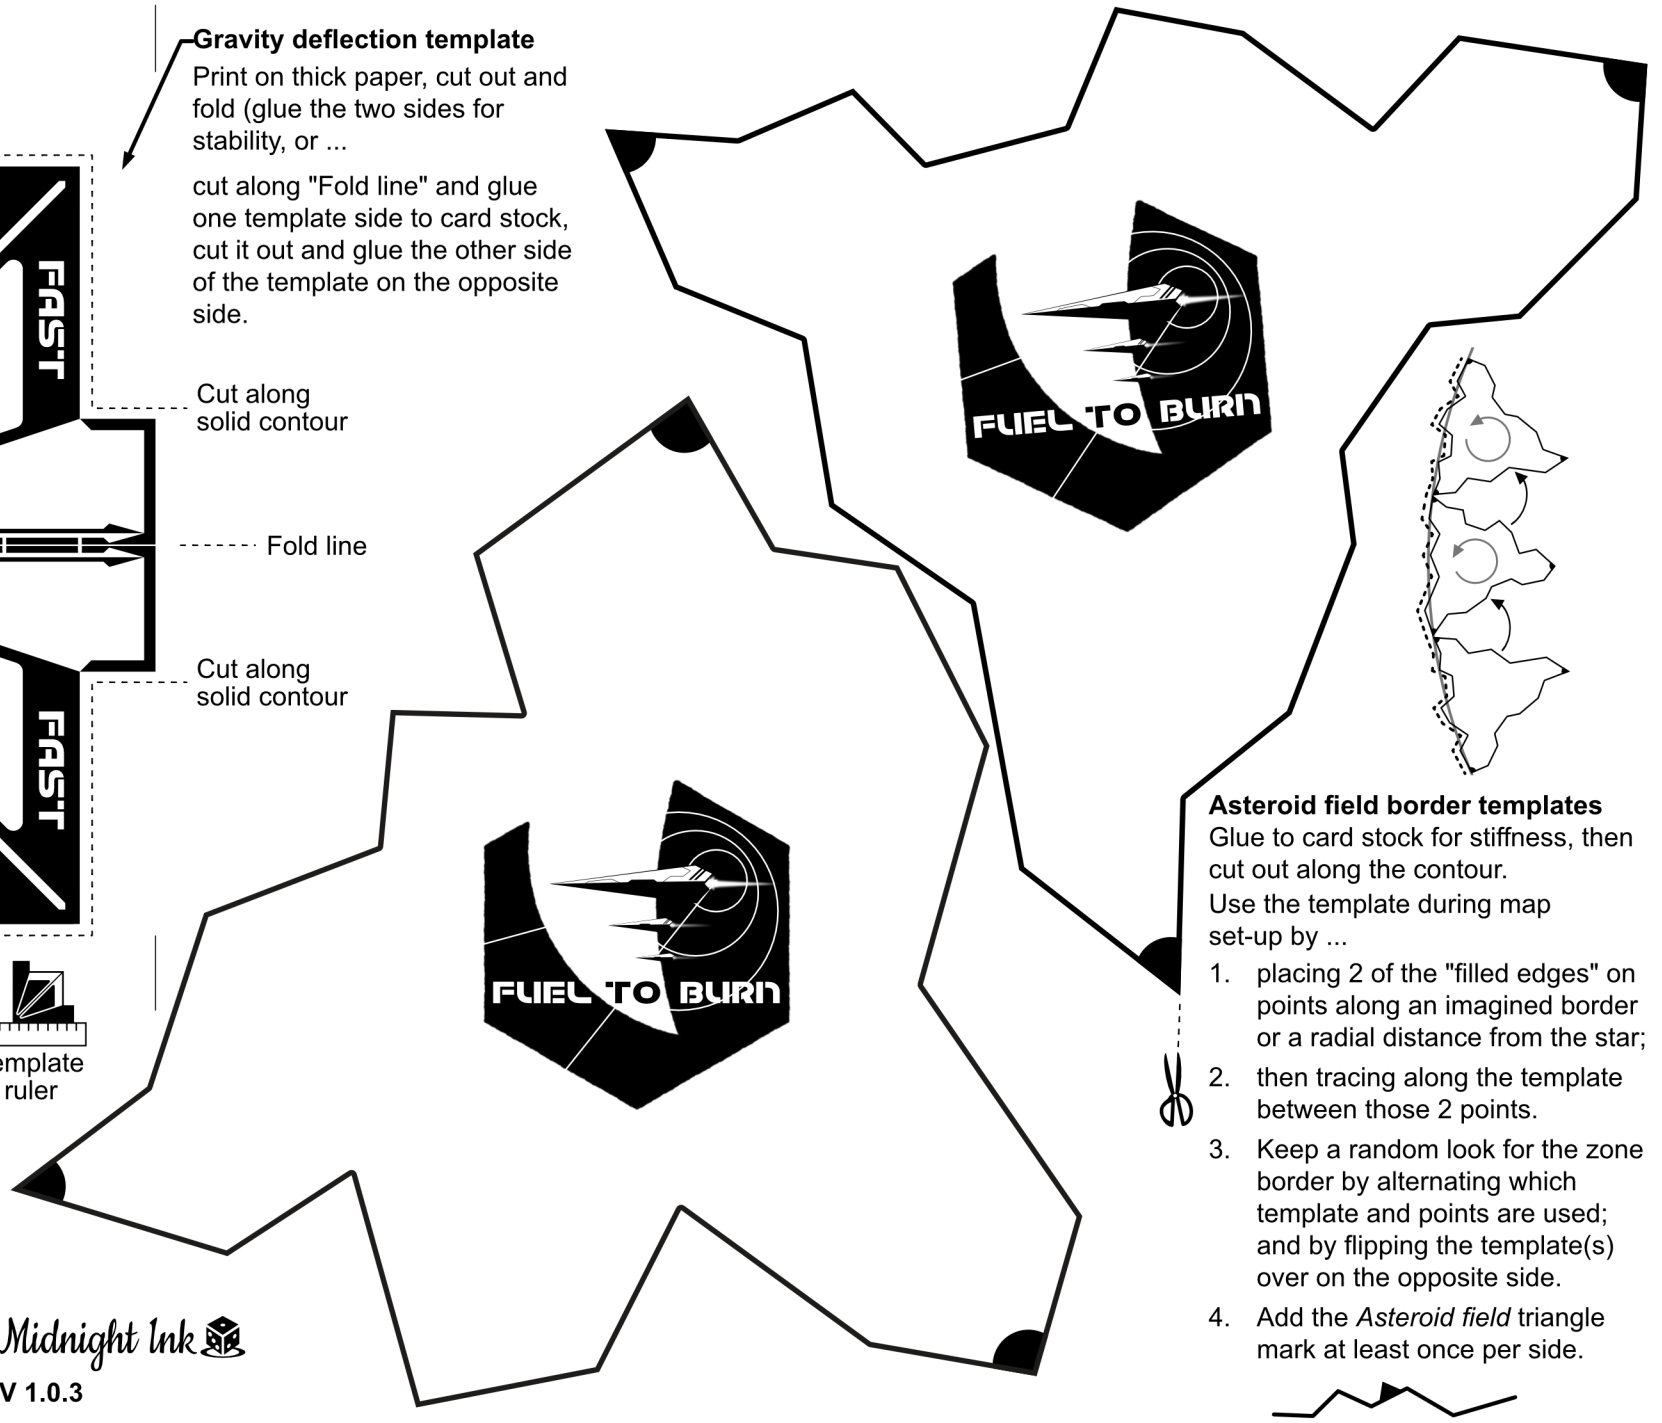 Gravity deflection template
Print on thick paper, cut out and
fold (glue the two sides for
stability, or ...
cut along "Fold line" and glue
one template side to card stock,
cut it out and glue the other side
of the template on the opposite
side.
FAST
Cut along
solid contour
Fold line
Cut along
solid contour
FAST
emplate
ruler
Midnight Ink
V 1.0.3
FUEL TO BURN
FUEL TO BURN
Asteroid field border templates
Glue to card stock for stiffness, then
cut out along the contour.
Use the template during map
set-up by ...
1. placing 2 of the "filled edges" on
points along an imagined border
or a radial distance from the star;
2. then tracing along the template
between those 2 points.
3. Keep a random look for the zone
border by alternating which
template and points are used;
and by flipping the template(s)
over on the opposite side.
4. Add the Asteroid field triangle
mark at least once per side.